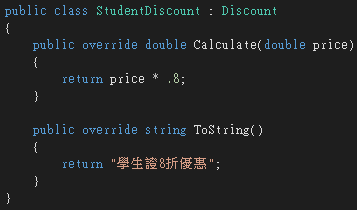 public class StudentDiscount : Discount
{
    public override double Calculate(double price)
    {
        return price * .8;
    }

    public override string ToString()
    {
        return "學生證8折優惠";
    }
}